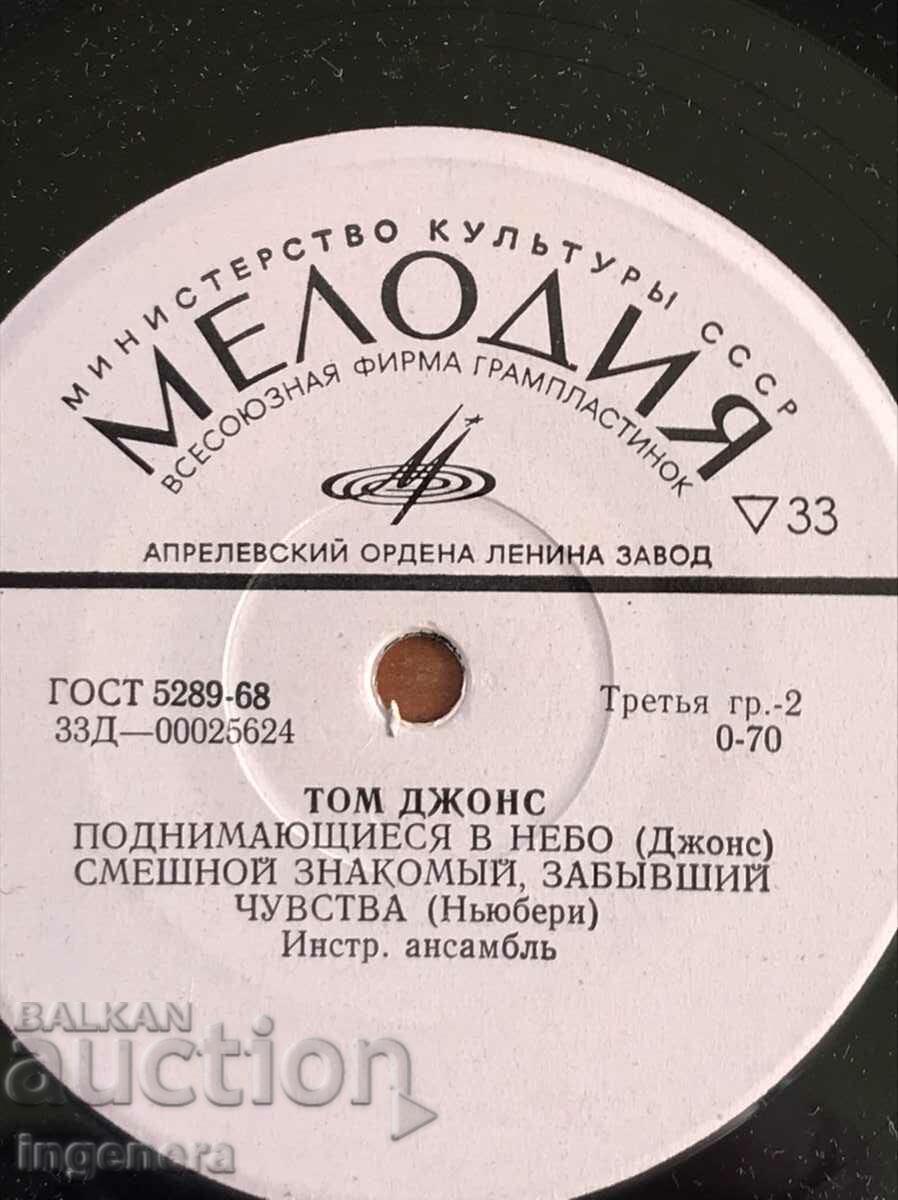 МИНИСТЕРСТВО КУЛЬТУРЫ СССР
МЕЛОДИЯ
ВСЕСОЮЗНАЯ ФИРМА ГРАМПЛАСТИНОК
33
АПРЕЛЕВСКИЙ ОРДЕНА ЛЕНИНА ЗАВОД
ГОСТ 5289-68
Третья гр.-2
33Д—00025624
0-70
ТОМ ДЖОНС
ПОДНИМАЮЩИЕСЯ В НЕБО (Джонс)
СМЕШНОЙ ЗНАКОМЫЙ, ЗАБЫВШИЙ
ЧУВСТВА (Ньюбери)
Инстр. ансамбль
BALKAN
auction
ingenera